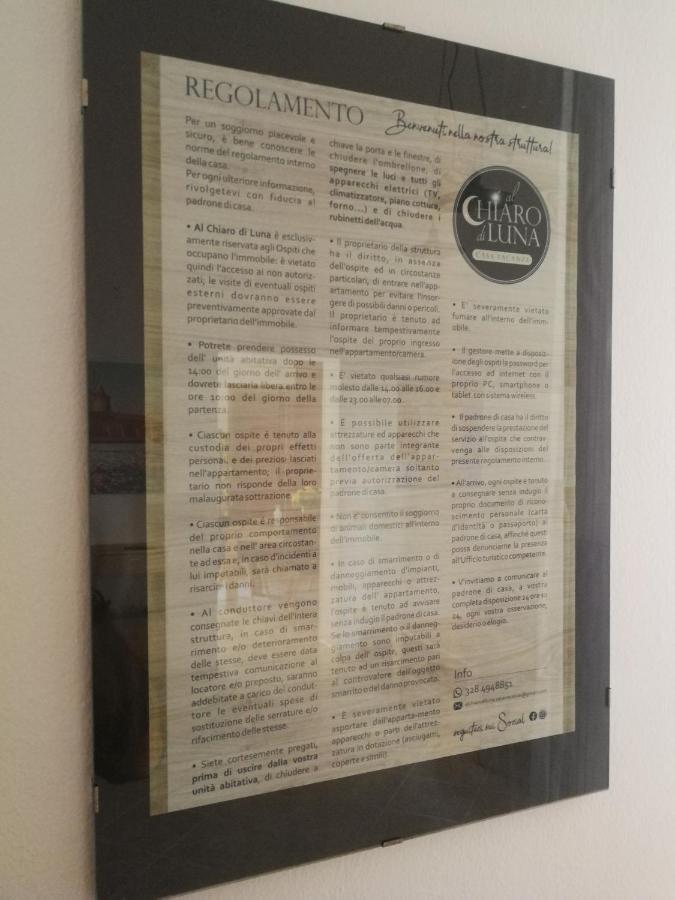 REGOLAMENTO
Benvenuti nella nostra struttura!
Per un soggiorno piacevole e
sicuro, è bene conoscere le
norme del regolamento interno
della casa.
Per ogni ulteriore informazione,
rivolgetevi con fiducia al
padrone di casa.
• Al Chiaro di Luna è esclusiv-
amente riservata agli Ospiti che
occupano l'immobile: è vietato
quindi l'accesso ai non autoriz-
zati, le visite di eventuali ospiti
esterni dovranno essere
preventivamente approvate dal
proprietario dell'immobile.
• Potrete prendere possesso
dell' unità abitativa dopo le
14:00 del giorno dell' arrivo e
dovrete lasciarla libera entro le
ore 10:00 del giorno della
partenza.
• Ciascun ospite è tenuto alla
custodia dei propri effetti
personali e dei preziosi lasciati
nell'appartamento; il proprie-
tario non risponde della loro
malaugurata sottrazione.
• Ciascun ospite è responsabile
del proprio comportamento
nella casa e nell' area circostan-
te ad essa e, in caso d'incidenti a
lui imputabili, sarà chiamato a
risarcire i danni.
• Al conduttore vengono
consegnate le chiavi dell'intera
struttura, in caso di smar-
rimento e/o deterioramento
delle stesse, deve essere data
tempestiva comunicazione al
locatore e/o preposto, saranno
addebitate a carico del condut-
tore le eventuali spese di
sostituzione delle serrature e/o
rifacimento delle stesse.
• Siete cortesemente pregati,
prima di uscire dalla vostra
unità abitativa, di chiudere a
chiave la porta e le finestre, di
chiudere l'ombrellone, di
spegnere le luci e tutti gli
apparecchi elettrici (TV,
climatizzatore, piano cottura,
forno...) e di chiudere i
rubinetti dell'acqua.
• Il proprietario della struttura
ha il diritto, in assenza
dell'ospite ed in circostanze
particolari, di entrare nell'app-
artamento per evitare l'insor-
gere di possibili danni o pericoli.
Il proprietario è tenuto ad
informare tempestivamente
l'ospite del proprio ingresso
nell'appartamento/camera.
• E' vietato qualsiasi rumore
molesto dalle 14.00 alle 16.00 e
dalle 23.00 alle 07.00.
• È possibile utilizzare
attrezzature ed apparecchi che
non sono parte integrante
dell'offerta dell'appar-
tamento/camera soltanto
previa autorizzazione del
padrone di casa.
• Non e' consentito il soggiorno
di animali domestici all'interno
dell'immobile.
• In caso di smarrimento o di
danneggiamento d'impianti,
mobili, apparecchi o attrez-
zatura dell' appartamento,
l'ospite è tenuto ad avvisare
senza indugio il padrone di casa.
Se lo smarrimento o il danneg-
giamento sono imputabili a
colpa dell' ospite, questi sarà
tenuto ad un risarcimento pari
al controvalore dell'oggetto
smarrito e del danno provocato.
• È severamente vietato
asportare dall'apparta-mento
apparecchi o parti dell'attrez-
zatura in dotazione (asciugami,
coperte e simili).
al
CHIARO
di LUNA
CASA VACANZE
• E' severamente vietato
fumare all'interno dell'imm-
obile.
• Il gestore mette a disposiz-
ione degli ospiti la password per
l'accesso ad internet con il
proprio PC, smartphone o
tablet con sistema wireless.
• Il padrone di casa ha il diritto
di sospendere la prestazione del
servizio all'ospite che contrav-
venga alle disposizioni del
presente regolamento interno.
• All'arrivo, ogni ospite è tenuto
a consegnare senza indugio il
proprio documento di ricono-
scimento personale (carta
d'identità o passaporto) al
padrone di casa, affinché questi
possa denunciarne la presenza
all'Ufficio turistico competente.
• V'invitiamo a comunicare al
padrone di casa, a vostra
completa disposizione 24 ore su
24, ogni vostra osservazione,
desiderio o elogio.
Info
328 4948851
seguiteci sui Social